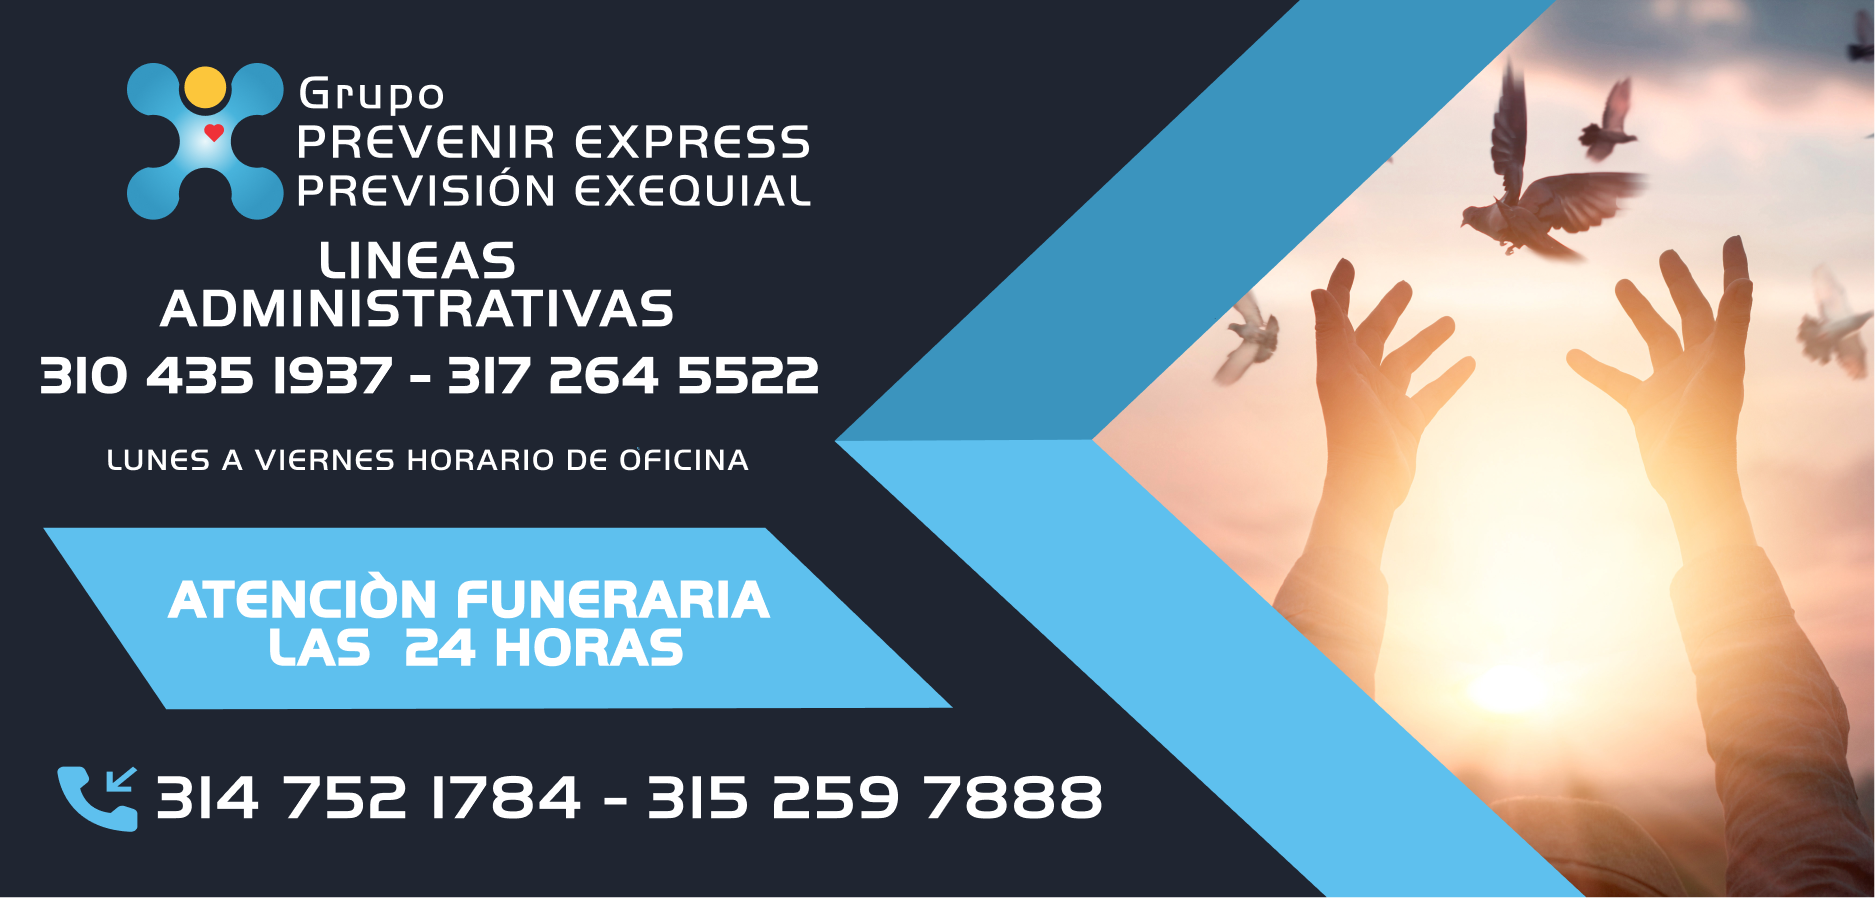 Grupo
PREVENIR EXPRESS
PREVISIÓN EXEQUIAL
LINEAS
ADMINISTRATIVAS
310 435 1937 - 317 264 5522
LUNES A VIERNES HORARIO DE OFICINA
ATENCIÒN FUNERARIA
LAS 24 HORAS
314 752 1784 - 315 259 7888